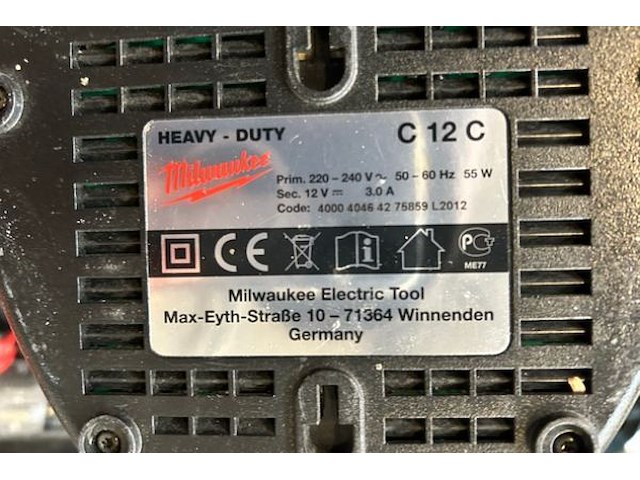 HEAVY - DUTY
C 12 C
Milwaukee
Prim. 220 – 240 V ~ 50 – 60 Hz 55 W
Sec. 12 V ⎓ 3.0 A
Code: 4000 4046 42 75859 L2012
CE
i
PCT
ME77
Milwaukee Electric Tool
Max-Eyth-Straße 10 – 71364 Winnenden
Germany